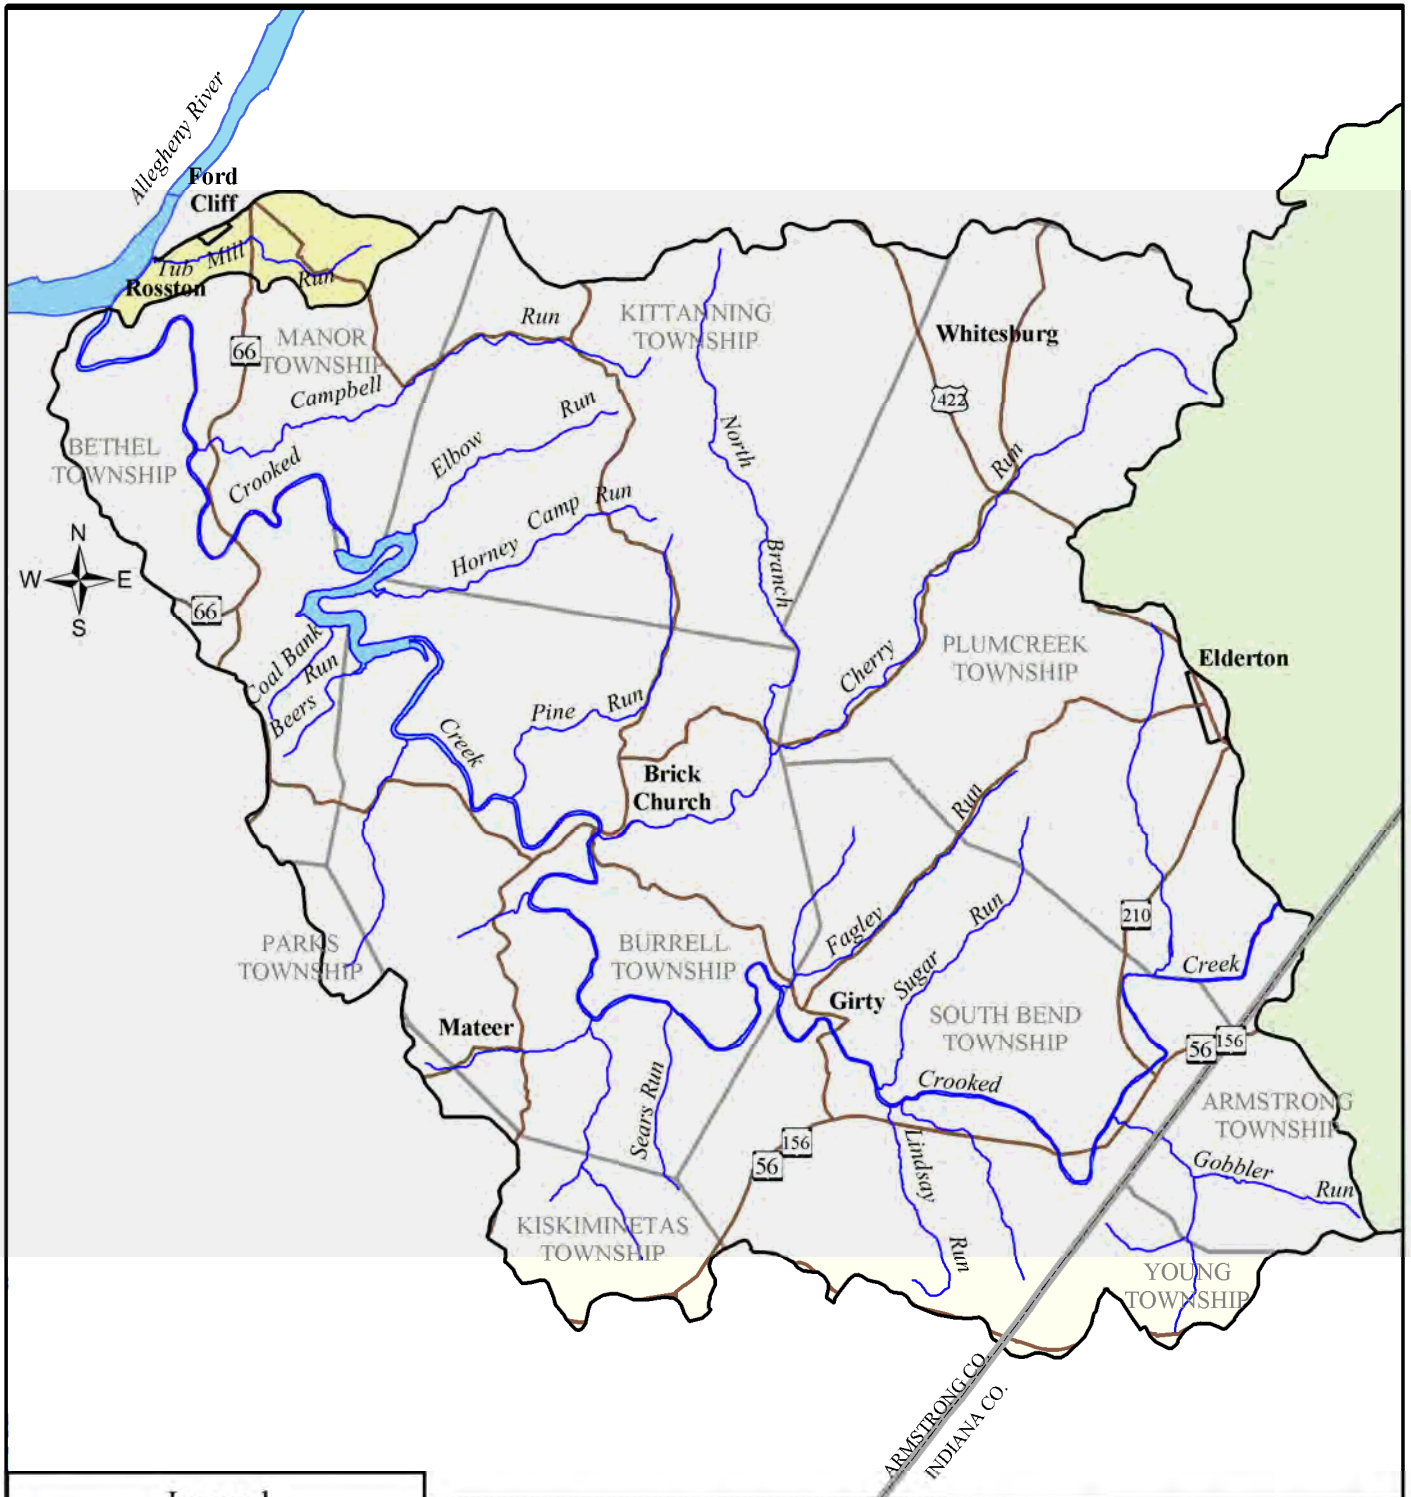 Allegheny River
Ford
Cliff
Tub Mill Run
Rosston
66
MANOR
TOWNSHIP
Run
KITTANNING
TOWNSHIP
Whitesburg
422
Campbell
BETHEL
TOWNSHIP
Crooked
Elbow Run
North
Run
Horney Camp Run
Branch
N
W E
S
66
Coal Bank
Run
Beers
Creek
Pine Run
Cherry
PLUMCREEK
TOWNSHIP
Elderton
Brick
Church
Run
PARKS
TOWNSHIP
BURRELL
TOWNSHIP
Fagley
Sugar Run
210
Creek
Mateer
Girty
SOUTH BEND
TOWNSHIP
56 156
Sears Run
Crooked
ARMSTRONG
TOWNSHIP
56 156
Lindsay Run
Gobbler Run
KISKIMINETAS
TOWNSHIP
YOUNG
TOWNSHIP
ARMSTRONG CO.
INDIANA CO.